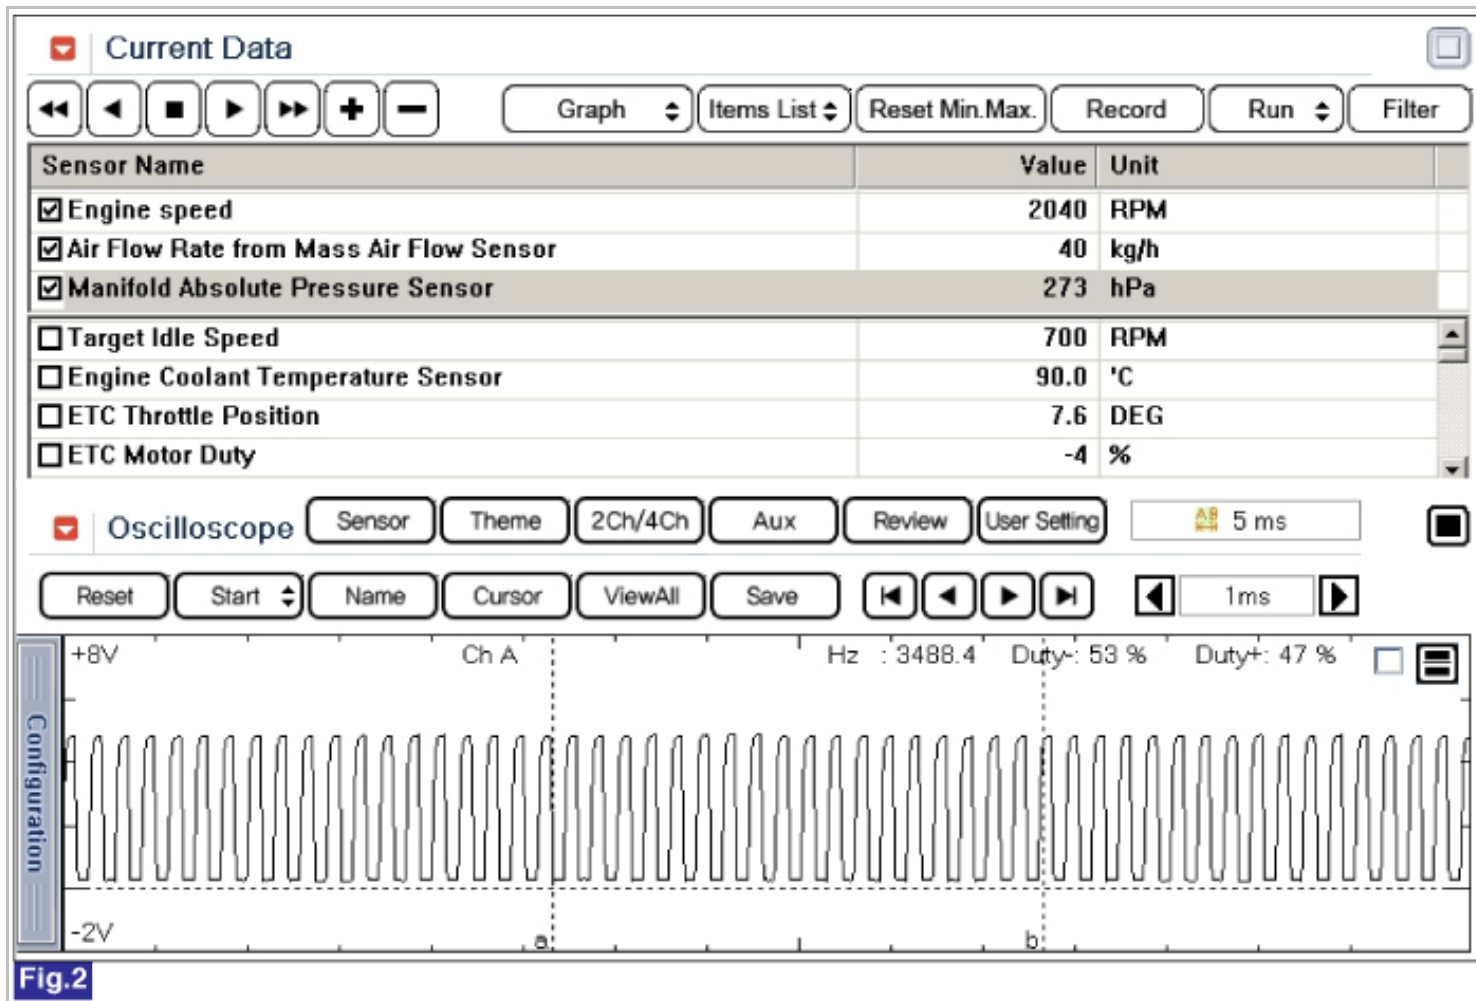 Current Data
Graph Items List Reset Min.Max. Record Run Filter
Sensor Name Value Unit
Engine speed 2040 RPM
Air Flow Rate from Mass Air Flow Sensor 40 kg/h
Manifold Absolute Pressure Sensor 273 hPa
Target Idle Speed 700 RPM
Engine Coolant Temperature Sensor 90.0 'C
ETC Throttle Position 7.6 DEG
ETC Motor Duty -4 %
Oscilloscope Sensor Theme 2Ch/4Ch Aux Review User Setting AB 5 ms
Reset Start Name Cursor ViewAll Save 1ms
+8V Ch A Hz : 3488.4 Duty-: 53 % Duty+: 47 %
Configuration
-2V a b
Fig.2